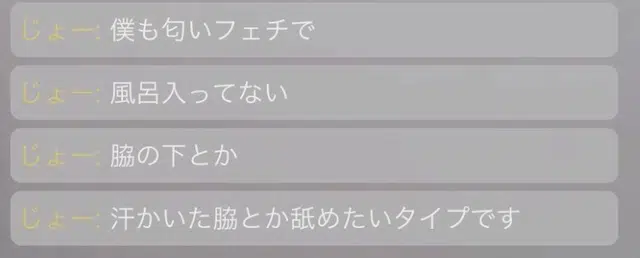 じょー: 僕も匂いフェチで
じょー: 風呂入ってない
じょー: 脇の下とか
じょー: 汗かいた脇とか舐めたいタイプです